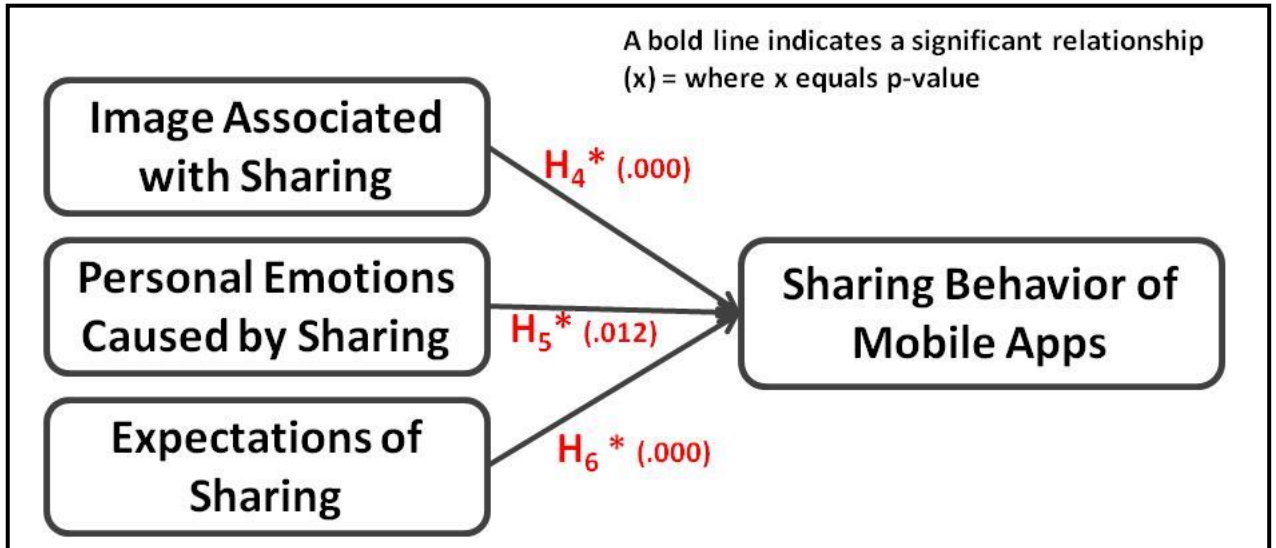 A bold line indicates a significant relationship
(x) = where x equals p-value
Image Associated
with Sharing
H₄* (.000)
Personal Emotions
Caused by Sharing
H₅* (.012)
Sharing Behavior of
Mobile Apps
Expectations of
Sharing
H₆ * (.000)